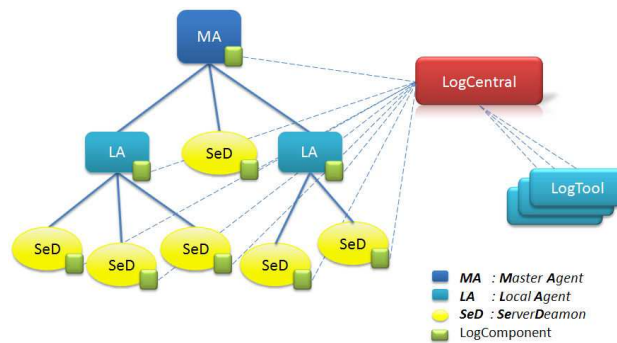 MA
LogCentral
LA
SeD
LA
LogTool
SeD
SeD
SeD
SeD
SeD
MA : Master Agent
LA : Local Agent
SeD : ServerDeamon
LogComponent